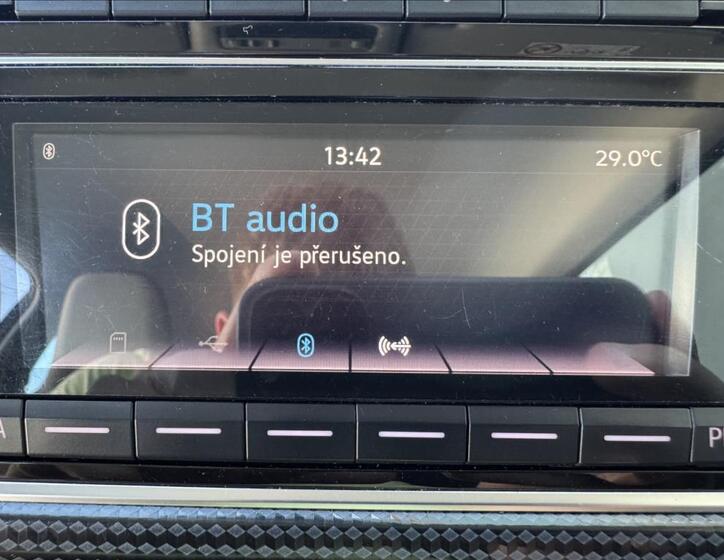 13:42
29.0°C
BT audio
Spojení je přerušeno.